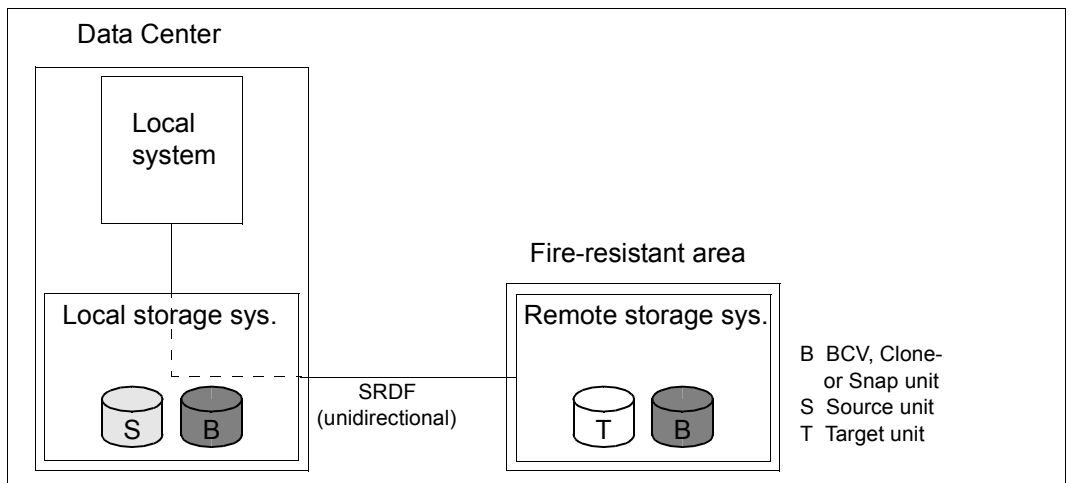 Data Center
Local
system
Fire-resistant area
Local storage sys.
Remote storage sys.
SRDF
(unidirectional)
S
B
T
B
B BCV, Clone-
or Snap unit
S Source unit
T Target unit